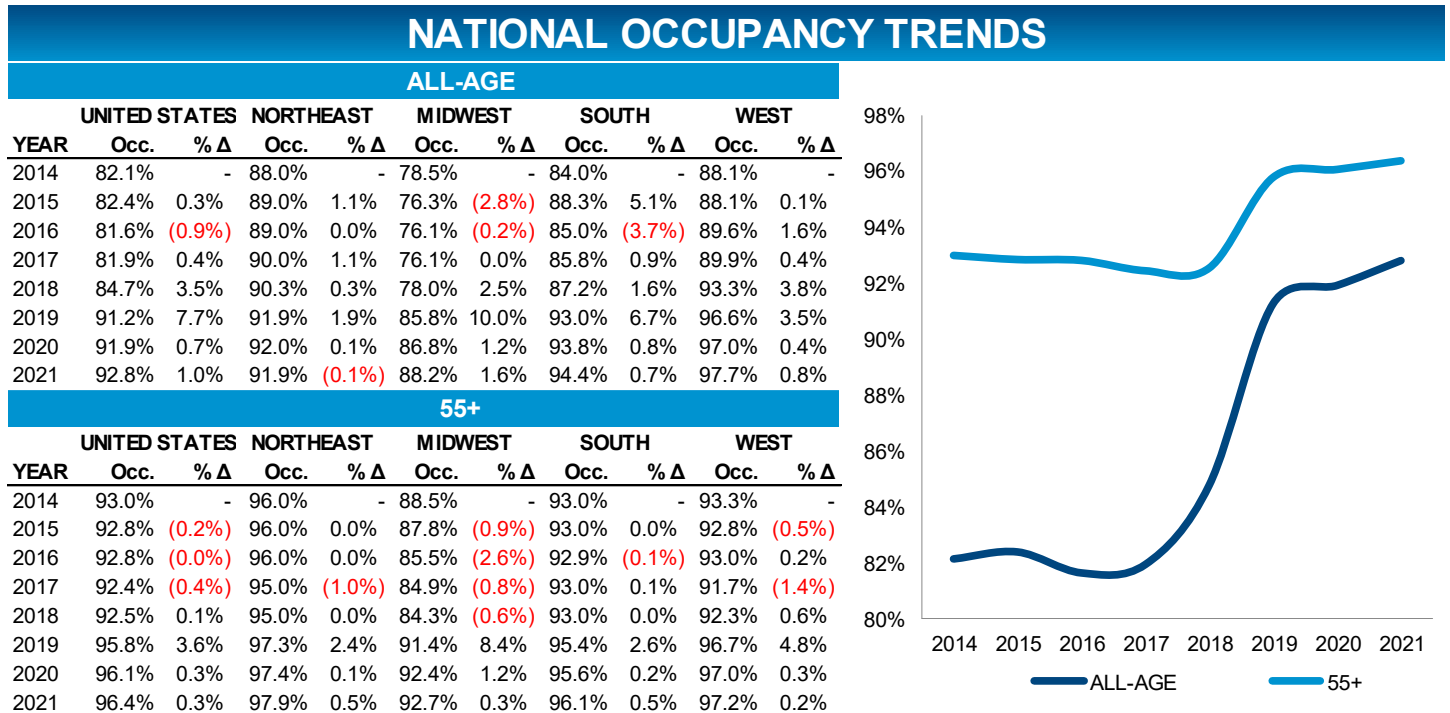 NATIONAL OCCUPANCY TRENDS
ALL-AGE
UNITED STATES NORTHEAST MIDWEST SOUTH WEST
YEAR Occ. % Δ Occ. % Δ Occ. % Δ Occ. % Δ Occ. % Δ
2014 82.1% - 88.0% - 78.5% - 84.0% - 88.1% -
2015 82.4% 0.3% 89.0% 1.1% 76.3% (2.8%) 88.3% 5.1% 88.1% 0.1%
2016 81.6% (0.9%) 89.0% 0.0% 76.1% (0.2%) 85.0% (3.7%) 89.6% 1.6%
2017 81.9% 0.4% 90.0% 1.1% 76.1% 0.0% 85.8% 0.9% 89.9% 0.4%
2018 84.7% 3.5% 90.3% 0.3% 78.0% 2.5% 87.2% 1.6% 93.3% 3.8%
2019 91.2% 7.7% 91.9% 1.9% 85.8% 10.0% 93.0% 6.7% 96.6% 3.5%
2020 91.9% 0.7% 92.0% 0.1% 86.8% 1.2% 93.8% 0.8% 97.0% 0.4%
2021 92.8% 1.0% 91.9% (0.1%) 88.2% 1.6% 94.4% 0.7% 97.7% 0.8%
55+
UNITED STATES NORTHEAST MIDWEST SOUTH WEST
YEAR Occ. % Δ Occ. % Δ Occ. % Δ Occ. % Δ Occ. % Δ
2014 93.0% - 96.0% - 88.5% - 93.0% - 93.3% -
2015 92.8% (0.2%) 96.0% 0.0% 87.8% (0.9%) 93.0% 0.0% 92.8% (0.5%)
2016 92.8% (0.0%) 96.0% 0.0% 85.5% (2.6%) 92.9% (0.1%) 93.0% 0.2%
2017 92.4% (0.4%) 95.0% (1.0%) 84.9% (0.8%) 93.0% 0.1% 91.7% (1.4%)
2018 92.5% 0.1% 95.0% 0.0% 84.3% (0.6%) 93.0% 0.0% 92.3% 0.6%
2019 95.8% 3.6% 97.3% 2.4% 91.4% 8.4% 95.4% 2.6% 96.7% 4.8%
2020 96.1% 0.3% 97.4% 0.1% 92.4% 1.2% 95.6% 0.2% 97.0% 0.3%
2021 96.4% 0.3% 97.9% 0.5% 92.7% 0.3% 96.1% 0.5% 97.2% 0.2%
98%
96%
94%
92%
90%
88%
86%
84%
82%
80%
2014 2015 2016 2017 2018 2019 2020 2021
ALL-AGE 55+